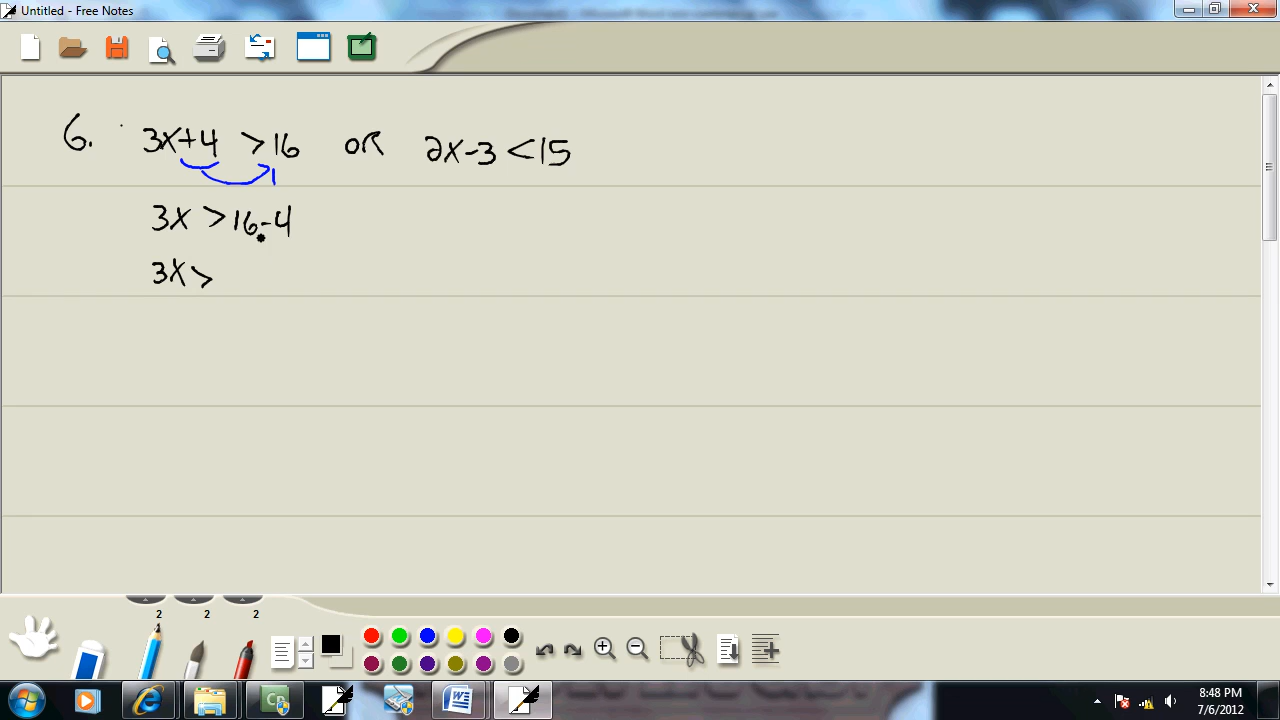 Untitled - Free Notes
6. 3x+4 >16 OR 2x-3 <15
3x >16-4
3x >
2 2 2
8:48 PM
7/6/2012